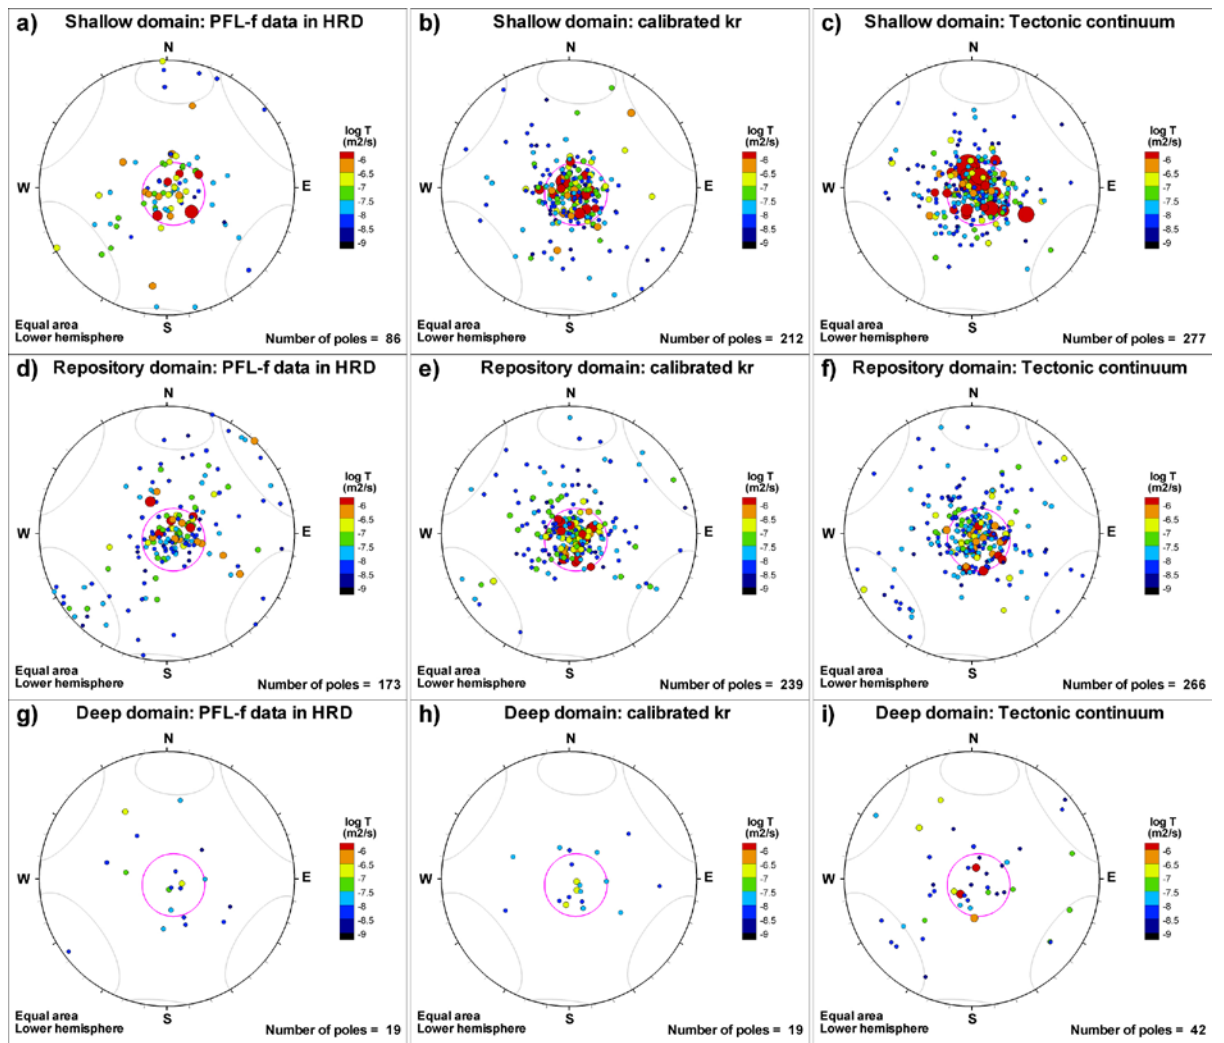 a) Shallow domain: PFL-f data in HRD
N
W
E
S
log T
(m2/s)
-6
-6.5
-7
-7.5
-8
-8.5
-9
Equal area
Lower hemisphere
Number of poles = 86
b) Shallow domain: calibrated kr
N
W
E
S
log T
(m2/s)
-6
-6.5
-7
-7.5
-8
-8.5
-9
Equal area
Lower hemisphere
Number of poles = 212
c) Shallow domain: Tectonic continuum
N
W
E
S
log T
(m2/s)
-6
-6.5
-7
-7.5
-8
-8.5
-9
Equal area
Lower hemisphere
Number of poles = 277
d) Repository domain: PFL-f data in HRD
N
W
E
S
log T
(m2/s)
-6
-6.5
-7
-7.5
-8
-8.5
-9
Equal area
Lower hemisphere
Number of poles = 173
e) Repository domain: calibrated kr
N
W
E
S
log T
(m2/s)
-6
-6.5
-7
-7.5
-8
-8.5
-9
Equal area
Lower hemisphere
Number of poles = 239
f) Repository domain: Tectonic continuum
N
W
E
S
log T
(m2/s)
-6
-6.5
-7
-7.5
-8
-8.5
-9
Equal area
Lower hemisphere
Number of poles = 266
g) Deep domain: PFL-f data in HRD
N
W
E
S
log T
(m2/s)
-6
-6.5
-7
-7.5
-8
-8.5
-9
Equal area
Lower hemisphere
Number of poles = 19
h) Deep domain: calibrated kr
N
W
E
S
log T
(m2/s)
-6
-6.5
-7
-7.5
-8
-8.5
-9
Equal area
Lower hemisphere
Number of poles = 19
i) Deep domain: Tectonic continuum
N
W
E
S
log T
(m2/s)
-6
-6.5
-7
-7.5
-8
-8.5
-9
Equal area
Lower hemisphere
Number of poles = 42